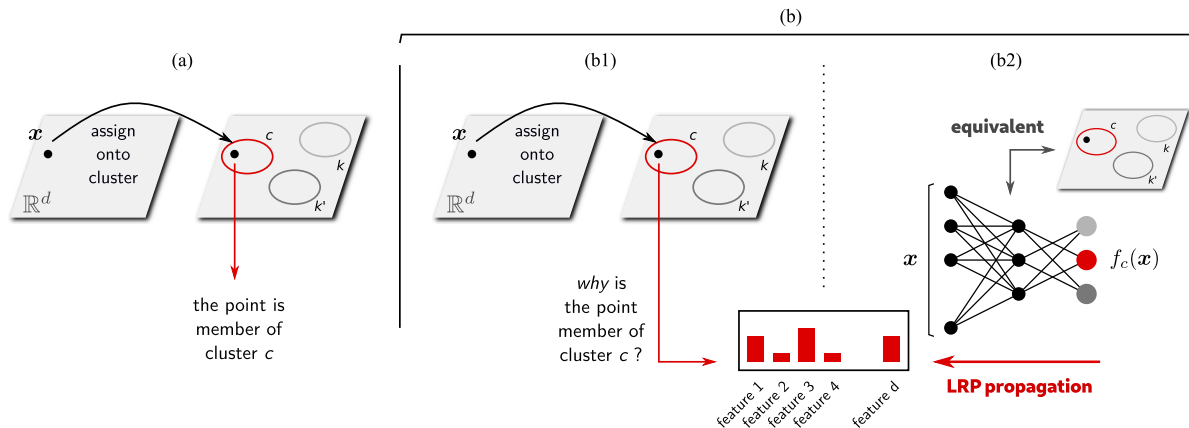 (b)
(a)
x
assign
onto
cluster
ℝᵈ
c
k
k'
the point is
member of
cluster c
(b1)
x
assign
onto
cluster
ℝᵈ
c
k
k'
why is
the point
member of
cluster c ?
feature 1
feature 2
feature 3
feature 4
feature d
(b2)
equivalent
c
k
k'
x
f_c(x)
LRP propagation